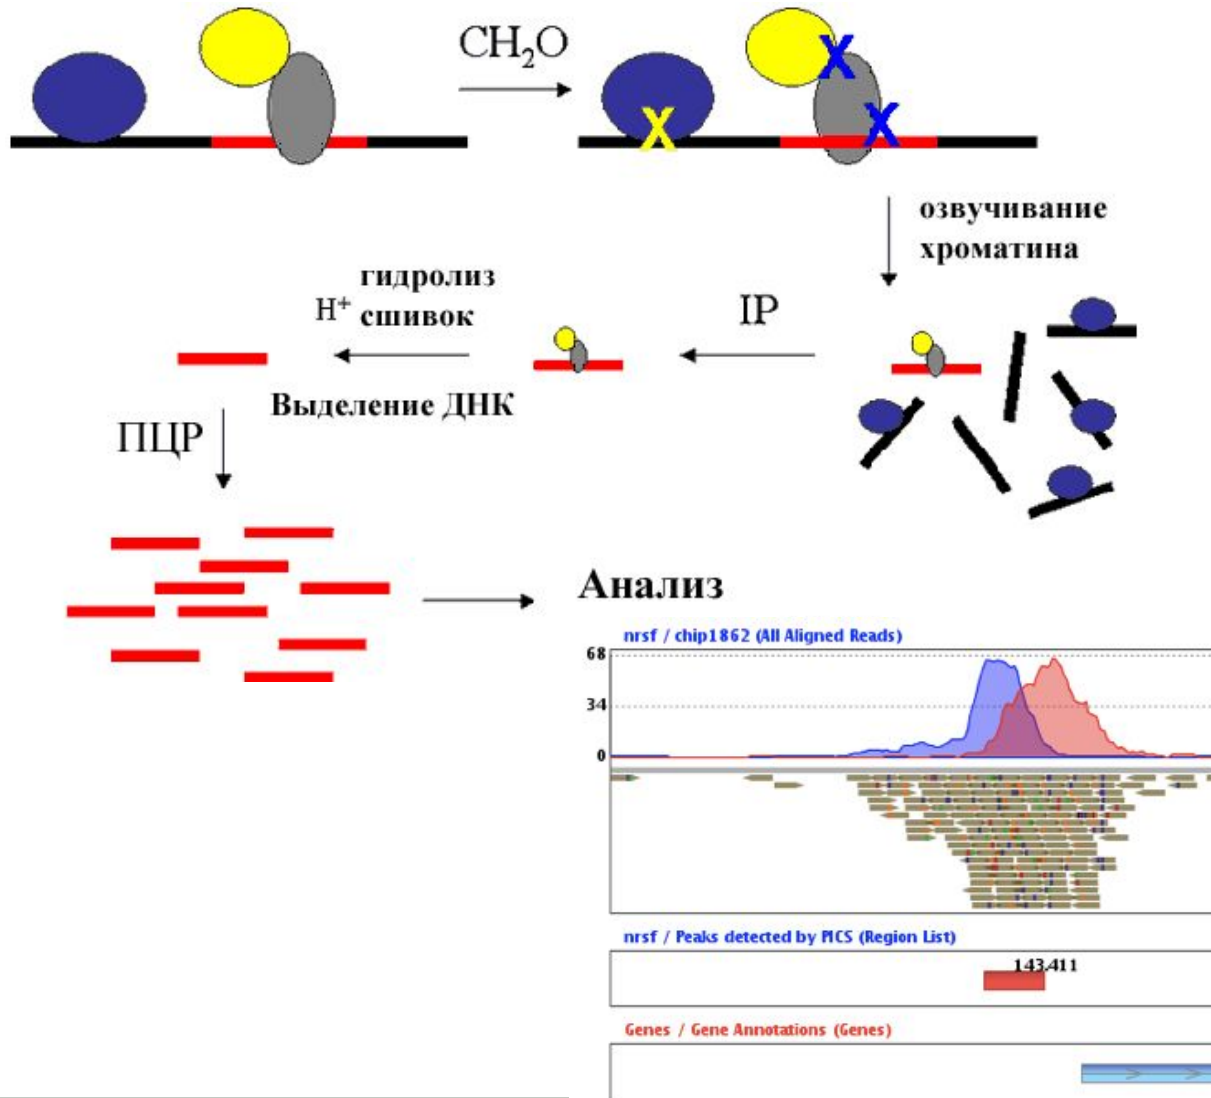 CH₂O
X
X
X
озвучивание
хроматина
IP
гидролиз
H⁺ сшивок
Выделение ДНК
ПЦР
Анализ
nrsf / chip1862 (All Aligned Reads)
68
34
0
nrsf / Peaks detected by PICS (Region List)
143.411
Genes / Gene Annotations (Genes)